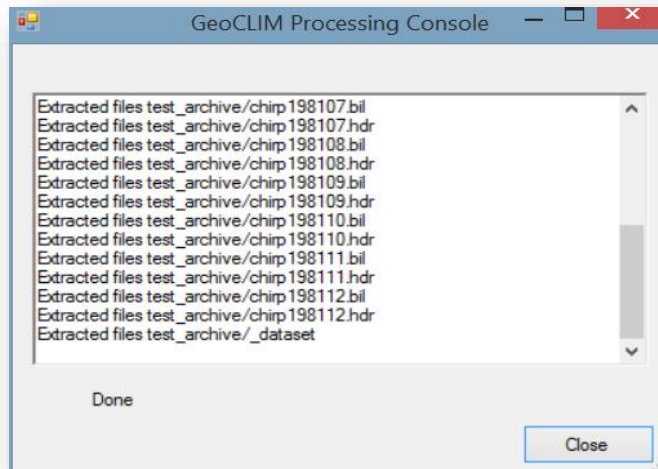 GeoCLIM Processing Console
Extracted files test_archive/chirp198107.bil
Extracted files test_archive/chirp198107.hdr
Extracted files test_archive/chirp198108.bil
Extracted files test_archive/chirp198108.hdr
Extracted files test_archive/chirp198109.bil
Extracted files test_archive/chirp198109.hdr
Extracted files test_archive/chirp198110.bil
Extracted files test_archive/chirp198110.hdr
Extracted files test_archive/chirp198111.bil
Extracted files test_archive/chirp198111.hdr
Extracted files test_archive/chirp198112.bil
Extracted files test_archive/chirp198112.hdr
Extracted files test_archive/_dataset
Done
Close